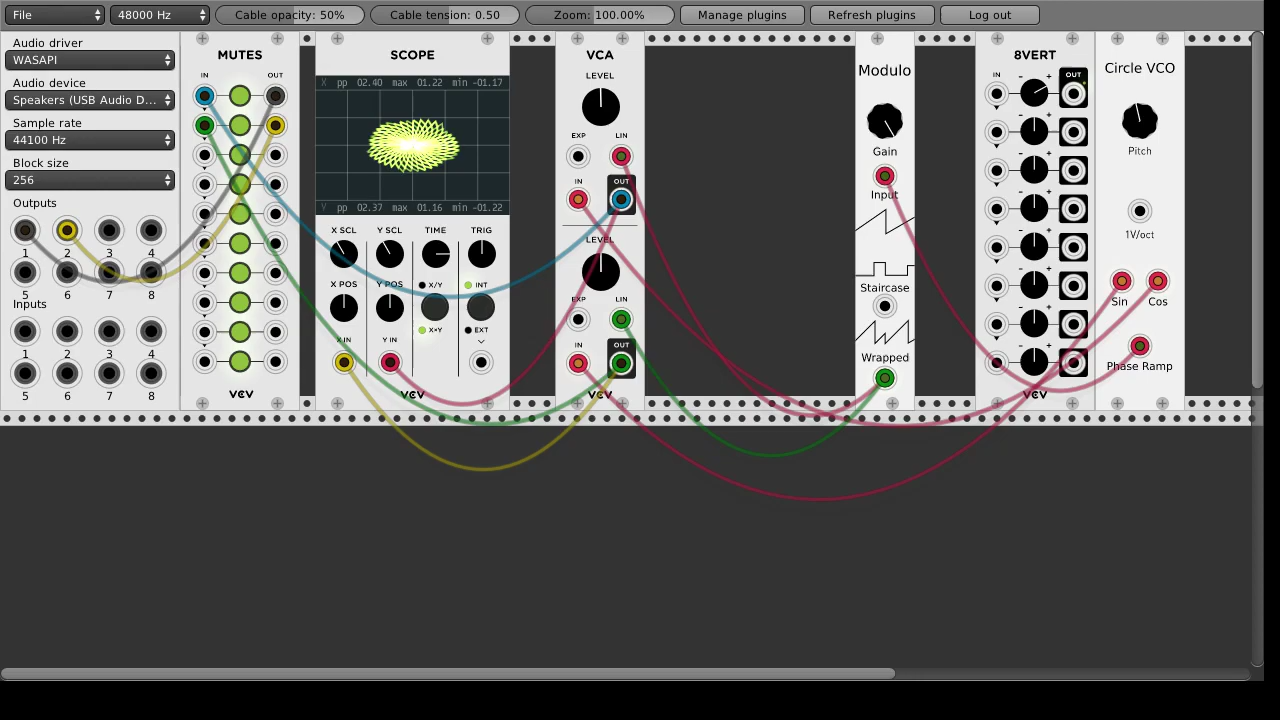 File 48000 Hz Cable opacity: 50% Cable tension: 0.50 Zoom: 100.00% Manage plugins Refresh plugins Log out
Audio driver
WASAPI
Audio device
Speakers (USB Audio D...
Sample rate
44100 Hz
Block size
256
Outputs
1 2 3 4
5 6 7 8
Inputs
1 2 3 4
5 6 7 8
MUTES
IN OUT
VCV
SCOPE
X pp 02.40 max 01.22 min -01.17
Y pp 02.37 max 01.16 min -01.22
X SCL Y SCL TIME TRIG
X POS Y POS X/Y INT
X×Y EXT
X IN Y IN
VCV
VCA
LEVEL
EXP LIN
IN OUT
LEVEL
EXP LIN
IN OUT
VCV
Modulo
Gain
Input
Staircase
Wrapped
8VERT
IN - + OUT
- +
- +
- +
- +
- +
- +
- +
VCV
Circle VCO
Pitch
1V/oct
Sin Cos
Phase Ramp